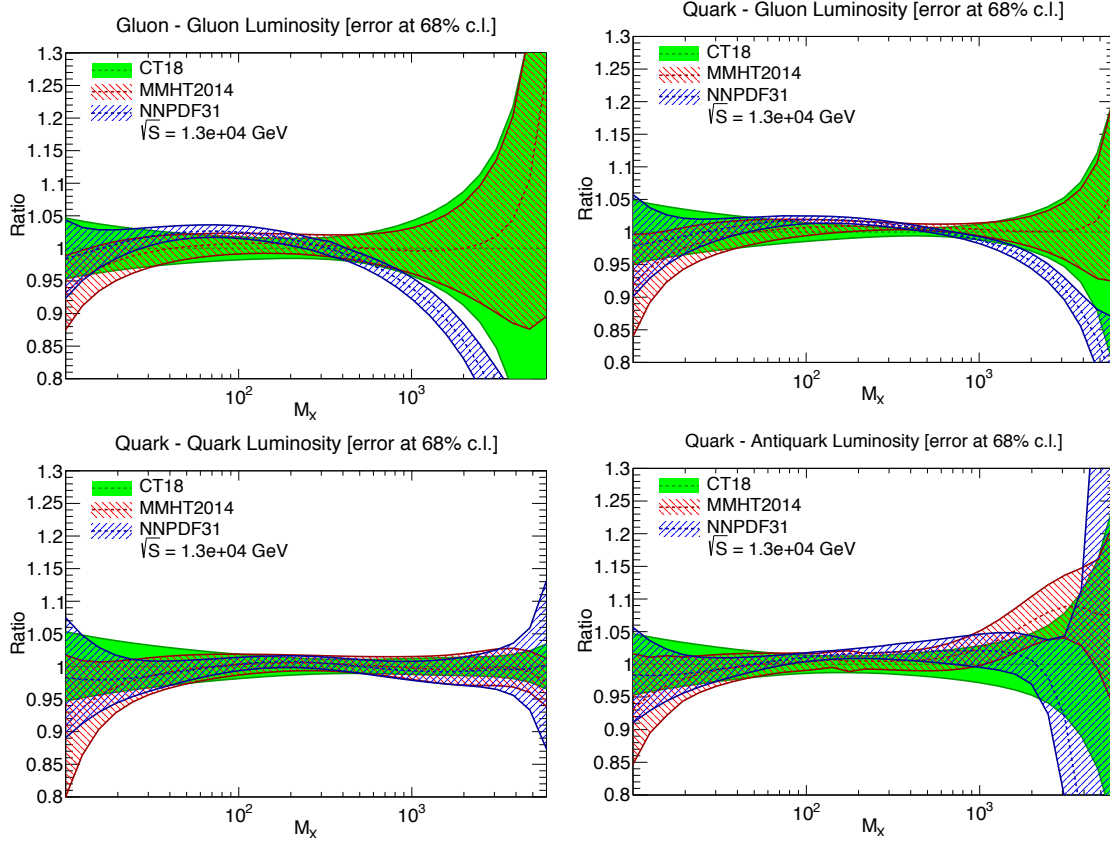 Gluon - Gluon Luminosity [error at 68% c.l.]
Ratio
1.3
1.25
1.2
1.15
1.1
1.05
1
0.95
0.9
0.85
0.8
CT18
MMHT2014
NNPDF31
√S = 1.3e+04 GeV
10²
10³
M_X
Quark - Gluon Luminosity [error at 68% c.l.]
Ratio
1.3
1.25
1.2
1.15
1.1
1.05
1
0.95
0.9
0.85
0.8
CT18
MMHT2014
NNPDF31
√S = 1.3e+04 GeV
10²
10³
M_X
Quark - Quark Luminosity [error at 68% c.l.]
Ratio
1.3
1.25
1.2
1.15
1.1
1.05
1
0.95
0.9
0.85
0.8
CT18
MMHT2014
NNPDF31
√S = 1.3e+04 GeV
10²
10³
M_X
Quark - Antiquark Luminosity [error at 68% c.l.]
Ratio
1.3
1.25
1.2
1.15
1.1
1.05
1
0.95
0.9
0.85
0.8
CT18
MMHT2014
NNPDF31
√S = 1.3e+04 GeV
10²
10³
M_X